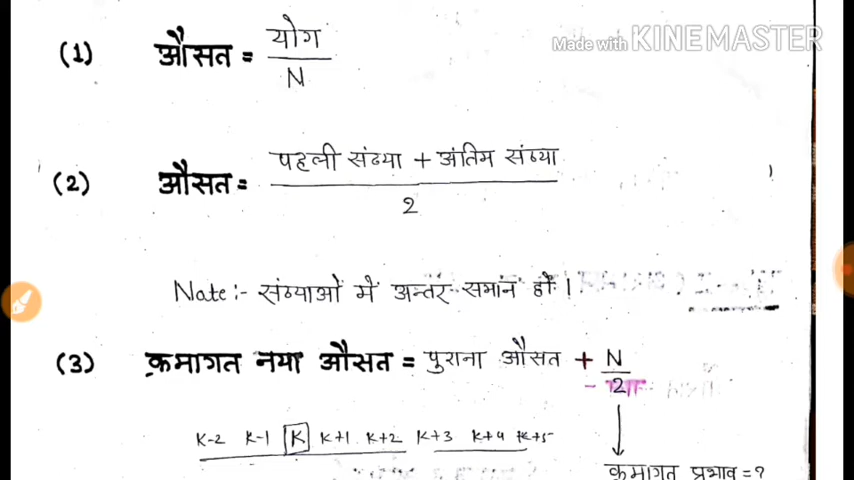 Made with KINEMASTER
(1) औसत = योग / N
(2) औसत = पहली संख्या + अंतिम संख्या / 2
Note :- संख्याओं में अन्तर समान हो ।
(3) क्रमागत नया औसत = पुराना औसत + N / 2
K-2 K-1 K K+1 K+2 K+3 K+4 K+5
क्रमागत प्रभाव = ?